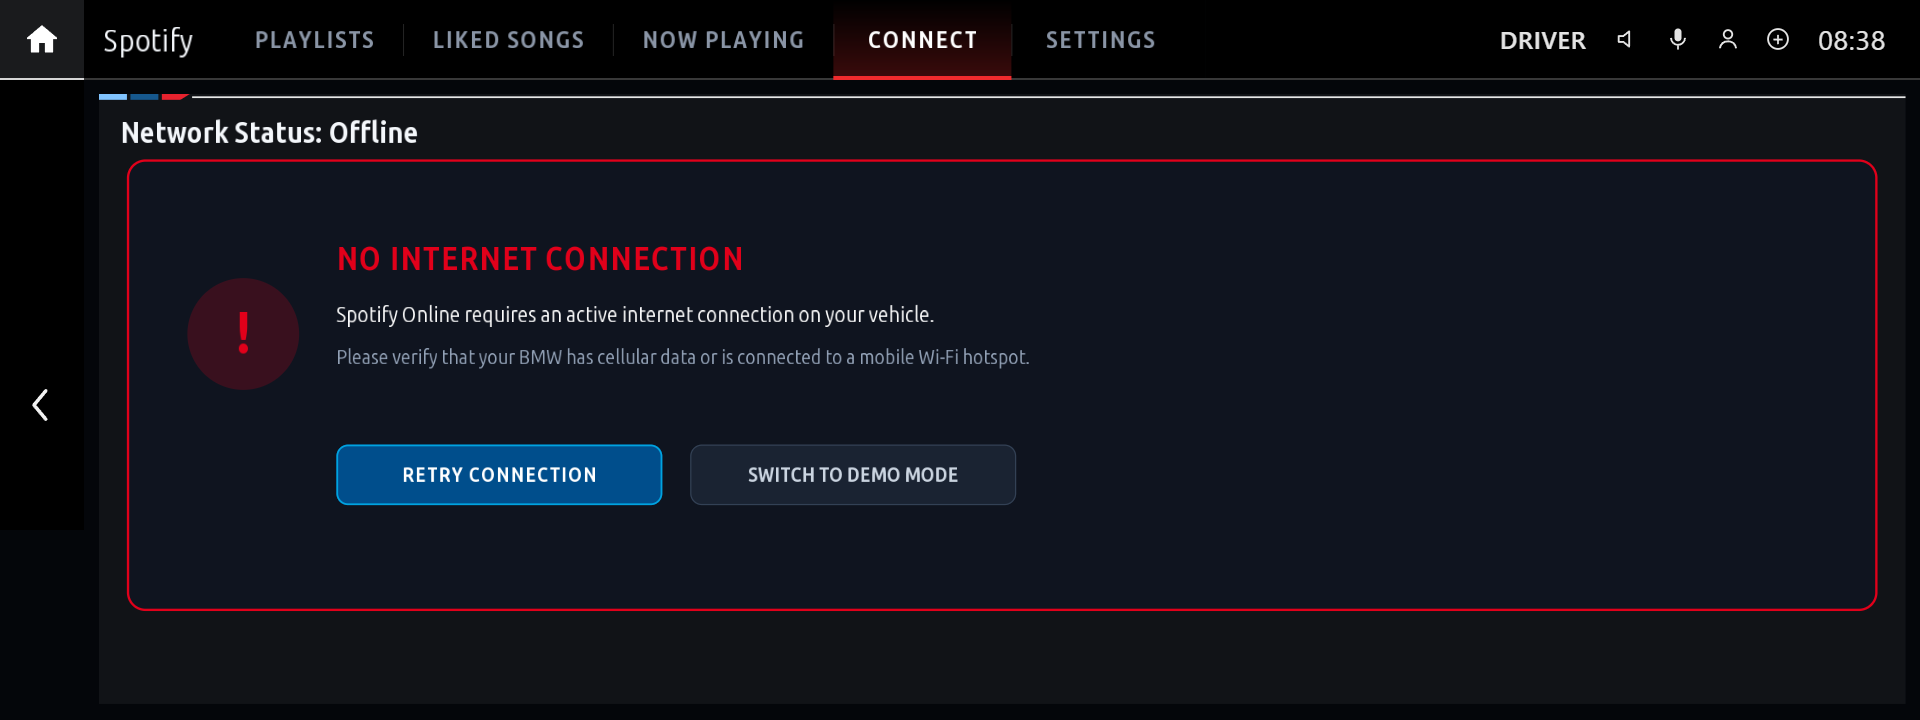 Spotify PLAYLISTS LIKED SONGS NOW PLAYING CONNECT SETTINGS DRIVER 08:38
Network Status: Offline
NO INTERNET CONNECTION
!
Spotify Online requires an active internet connection on your vehicle.
Please verify that your BMW has cellular data or is connected to a mobile Wi-Fi hotspot.
RETRY CONNECTION SWITCH TO DEMO MODE